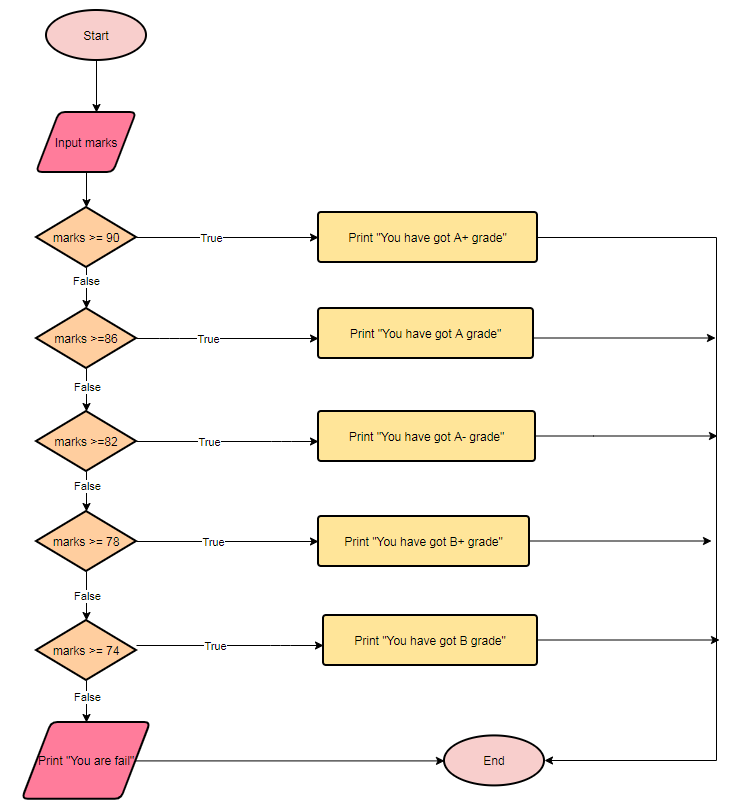 Start
Input marks
marks >= 90
True
Print "You have got A+ grade"
False
marks >=86
True
Print "You have got A grade"
False
marks >=82
True
Print "You have got A- grade"
False
marks >= 78
True
Print "You have got B+ grade"
False
marks >= 74
True
Print "You have got B grade"
False
Print "You are fail"
End